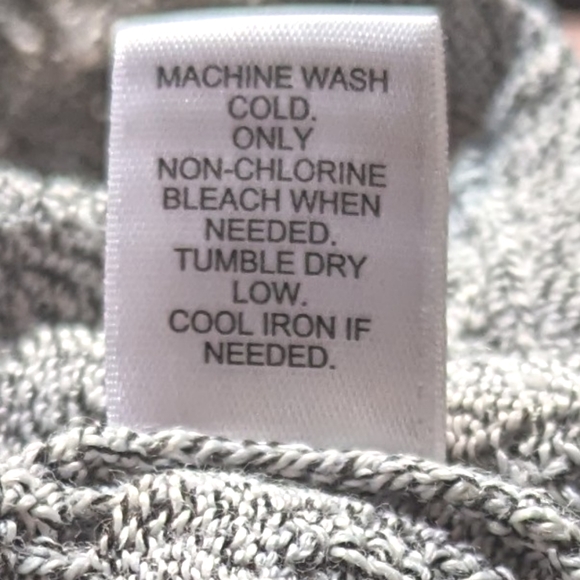 MACHINE WASH
COLD.
ONLY
NON-CHLORINE
BLEACH WHEN
NEEDED.
TUMBLE DRY
LOW.
COOL IRON IF
NEEDED.